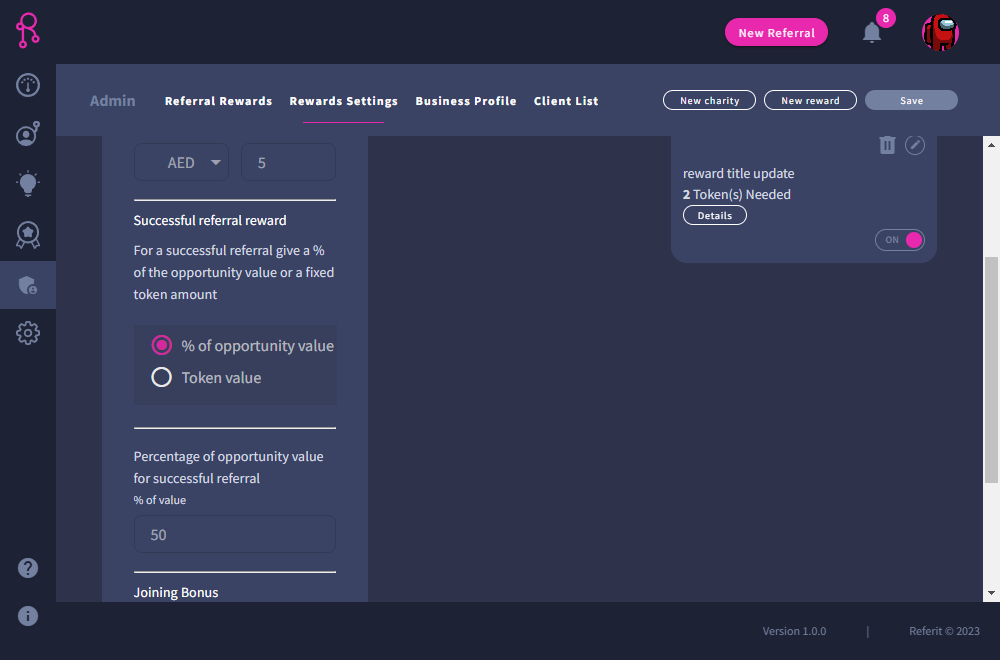 New Referral
8
Admin
Referral Rewards
Rewards Settings
Business Profile
Client List
New charity
New reward
Save
AED
5
Successful referral reward
For a successful referral give a %
of the opportunity value or a fixed
token amount
% of opportunity value
Token value
Percentage of opportunity value
for successful referral
% of value
50
Joining Bonus
reward title update
2 Token(s) Needed
Details
ON
Version 1.0.0
|
Referit © 2023